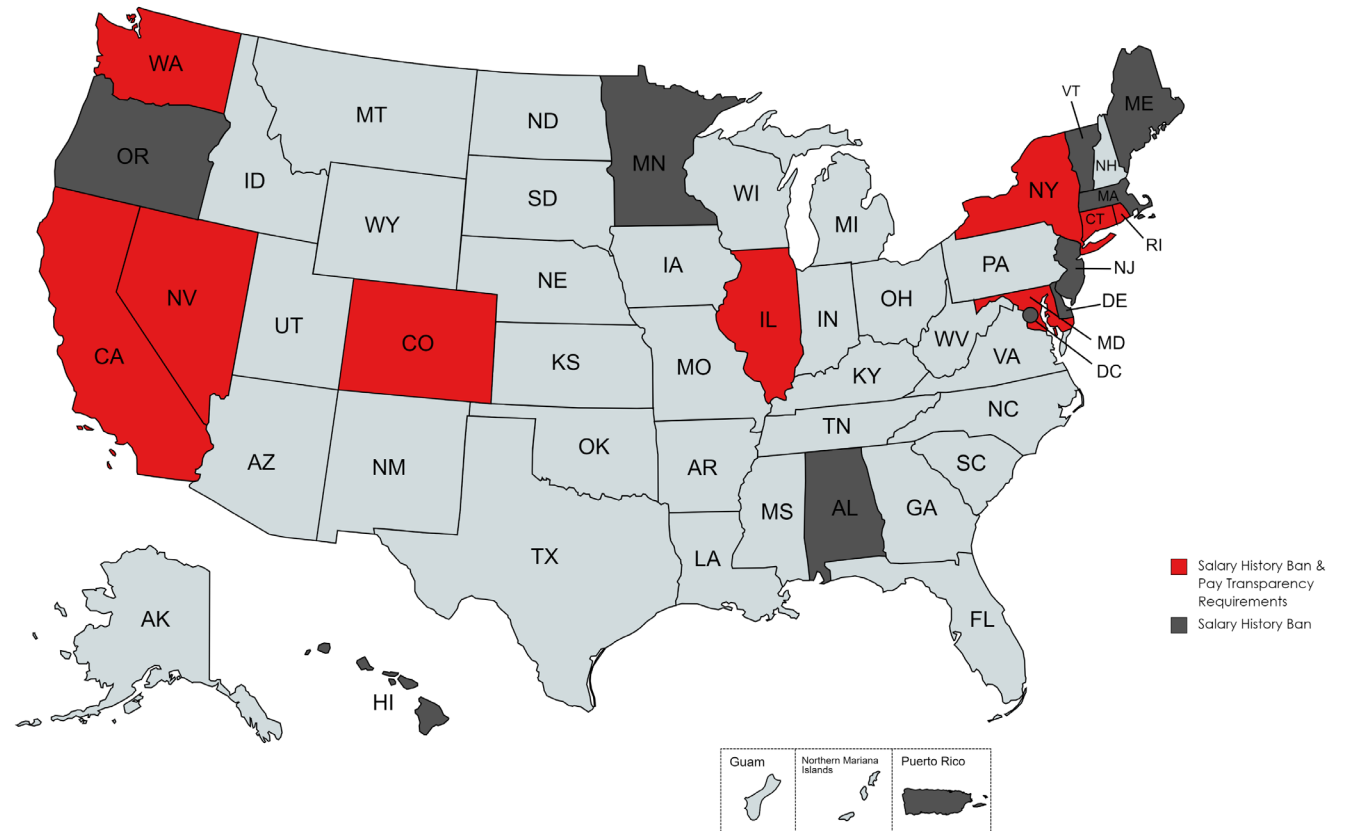 WA
MT
ND
MN
VT
ME
OR
ID
SD
WI
NH
WY
MI
NY
MA
CT
RI
IA
NE
PA
NJ
NV
UT
CO
IL
IN
OH
DE
MD
DC
CA
KS
MO
WV
VA
KY
NC
TN
AZ
NM
OK
AR
SC
MS
AL
GA
TX
LA
FL
AK
HI
Salary History Ban &
Pay Transparency
Requirements
Salary History Ban
Guam
Northern Mariana
Islands
Puerto Rico